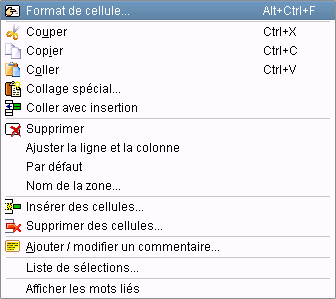 Format de cellule... Alt+Ctrl+F
Couper Ctrl+X
Copier Ctrl+C
Coller Ctrl+V
Collage spécial...
Coller avec insertion
Supprimer
Ajuster la ligne et la colonne
Par défaut
Nom de la zone...
Insérer des cellules...
Supprimer des cellules...
Ajouter / modifier un commentaire...
Liste de sélections...
Afficher les mots liés